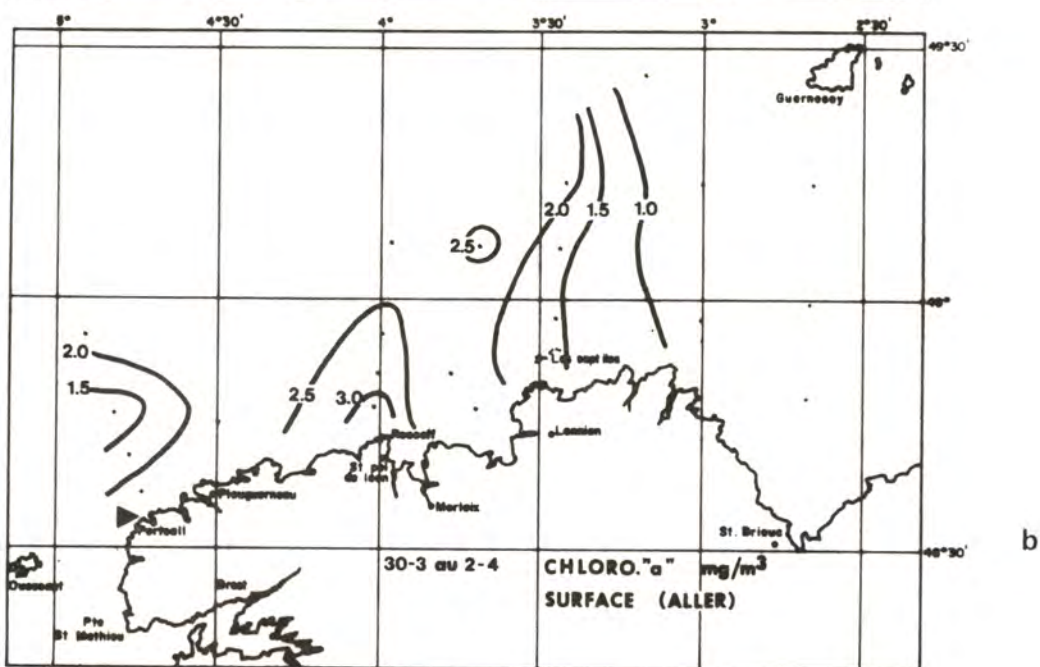 5° 4°30' 4° 3°30' 3° 2°30'
49°30'
Guernesey
2.0
1.5
1.0
2.5
2.0
1.5
2.5
3.0
49°
Les sept iles
Roscoff
Lannion
St pol
de leon
Plouguerneau
Morlaix
Portsall
St. Brieuc
48°30'
b
Ouessant
Brest
Pte
St Mathieu
30-3 au 2-4
CHLORO."a" mg/m³
SURFACE (ALLER)